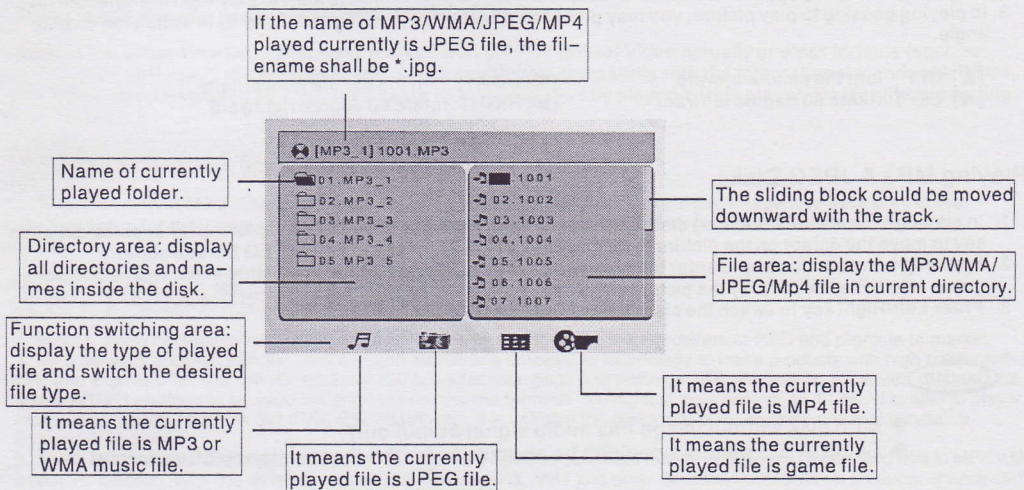 If the name of MP3/WMA/JPEG/MP4
played currently is JPEG file, the fil-
ename shall be *.jpg.
[MP3_1] 1001.MP3
Name of currently
played folder.
01.MP3_1
02.MP3_2
03.MP3_3
04.MP3_4
05 MP3 5
.1001
02.1002
03.1003
04.1004
05.1005
06.1006
07.1007
The sliding block could be moved
downward with the track.
Directory area: display
all directories and na-
mes inside the disk.
File area: display the MP3/WMA/
JPEG/Mp4 file in current directory.
Function switching area:
display the type of played
file and switch the desired
file type.
It means the currently
played file is MP3 or
WMA music file.
It means the currently
played file is JPEG file.
It means the currently
played file is game file.
It means the currently
played file is MP4 file.